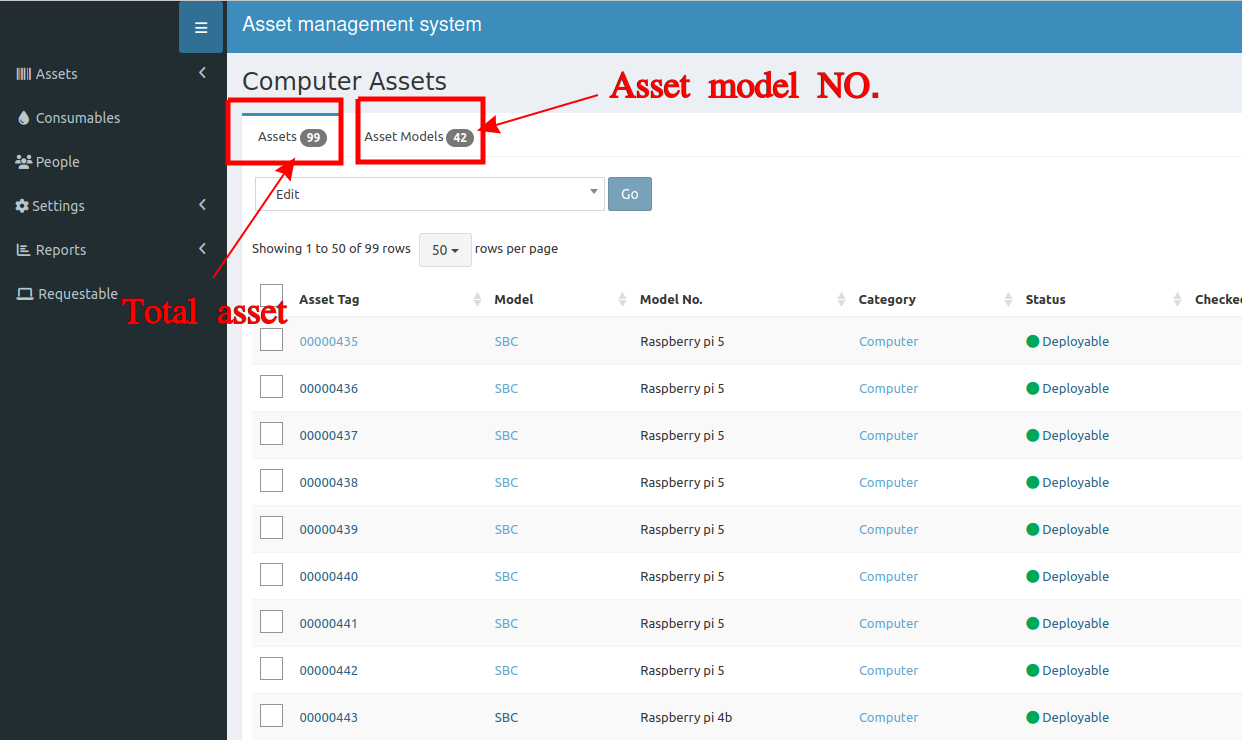 Asset management system
Assets
Consumables
People
Settings
Reports
Requestable
Computer Assets
Asset model NO.
Assets 99
Asset Models 42
Edit
Go
Showing 1 to 50 of 99 rows 50 rows per page
Total asset
Asset Tag Model Model No. Category Status Checked
00000435 SBC Raspberry pi 5 Computer Deployable
00000436 SBC Raspberry pi 5 Computer Deployable
00000437 SBC Raspberry pi 5 Computer Deployable
00000438 SBC Raspberry pi 5 Computer Deployable
00000439 SBC Raspberry pi 5 Computer Deployable
00000440 SBC Raspberry pi 5 Computer Deployable
00000441 SBC Raspberry pi 5 Computer Deployable
00000442 SBC Raspberry pi 5 Computer Deployable
00000443 SBC Raspberry pi 4b Computer Deployable